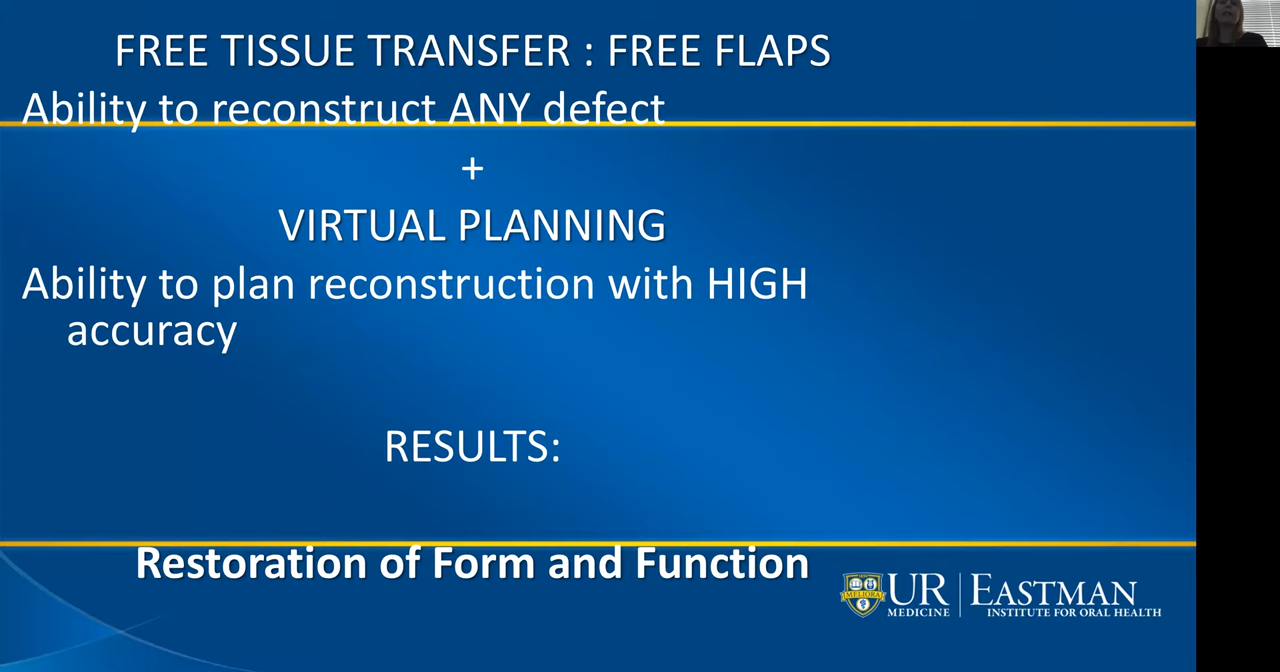 FREE TISSUE TRANSFER : FREE FLAPS
Ability to reconstruct ANY defect
+
VIRTUAL PLANNING
Ability to plan reconstruction with HIGH
accuracy
RESULTS:
Restoration of Form and Function
MELIORA
UR
MEDICINE
EASTMAN
INSTITUTE FOR ORAL HEALTH